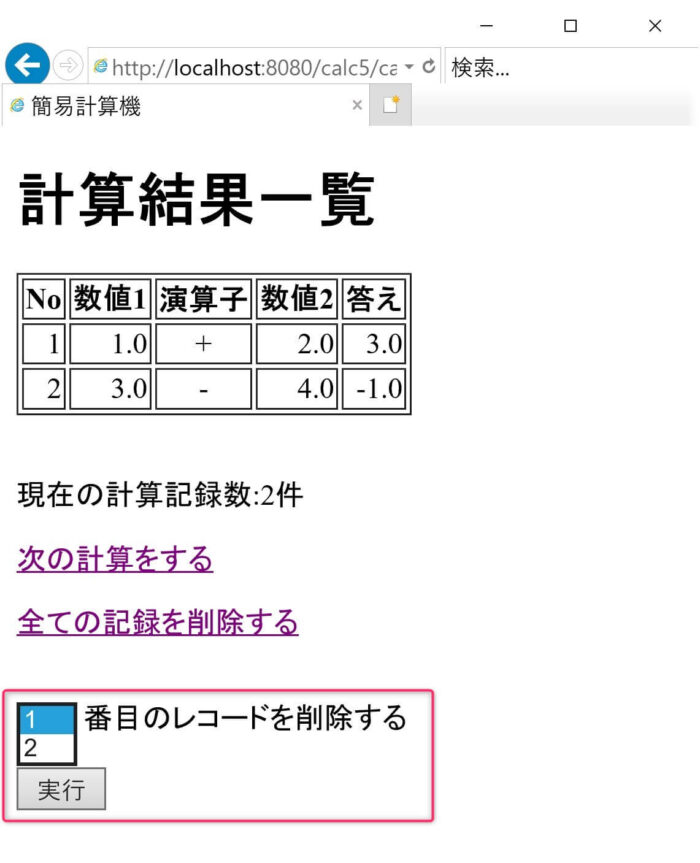 http://localhost:8080/calc5/ca
検索...
簡易計算機
計算結果一覧
No 数値1 演算子 数値2 答え
1 1.0 + 2.0 3.0
2 3.0 - 4.0 -1.0
現在の計算記録数:2件
次の計算をする
全ての記録を削除する
1 番目のレコードを削除する
2
実行